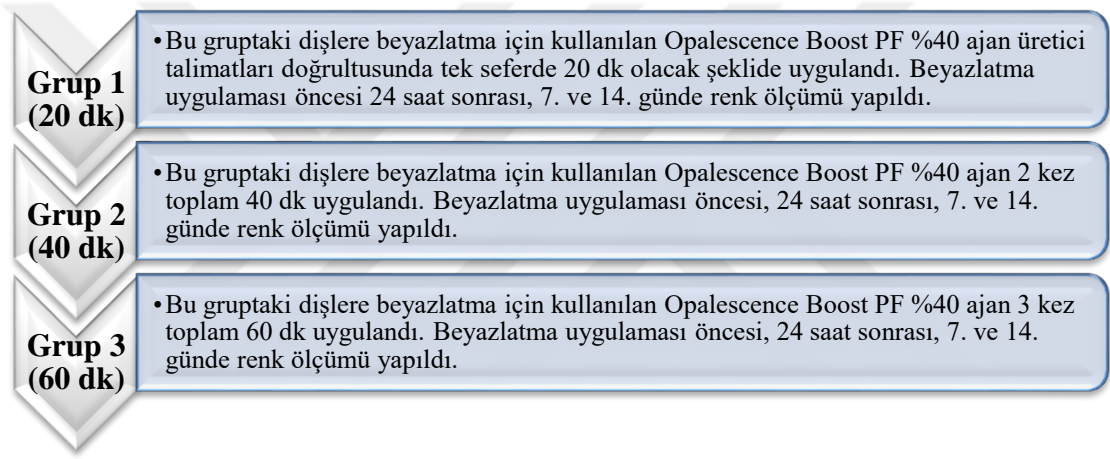 Grup 1
(20 dk)
•Bu gruptaki dişlere beyazlatma için kullanılan Opalescence Boost PF %40 ajan üretici
talimatları doğrultusunda tek seferde 20 dk olacak şeklide uygulandı. Beyazlatma
uygulaması öncesi 24 saat sonrası, 7. ve 14. günde renk ölçümü yapıldı.
Grup 2
(40 dk)
•Bu gruptaki dişlere beyazlatma için kullanılan Opalescence Boost PF %40 ajan 2 kez
toplam 40 dk uygulandı. Beyazlatma uygulaması öncesi, 24 saat sonrası, 7. ve 14.
günde renk ölçümü yapıldı.
Grup 3
(60 dk)
•Bu gruptaki dişlere beyazlatma için kullanılan Opalescence Boost PF %40 ajan 3 kez
toplam 60 dk uygulandı. Beyazlatma uygulaması öncesi, 24 saat sonrası, 7. ve 14.
günde renk ölçümü yapıldı.